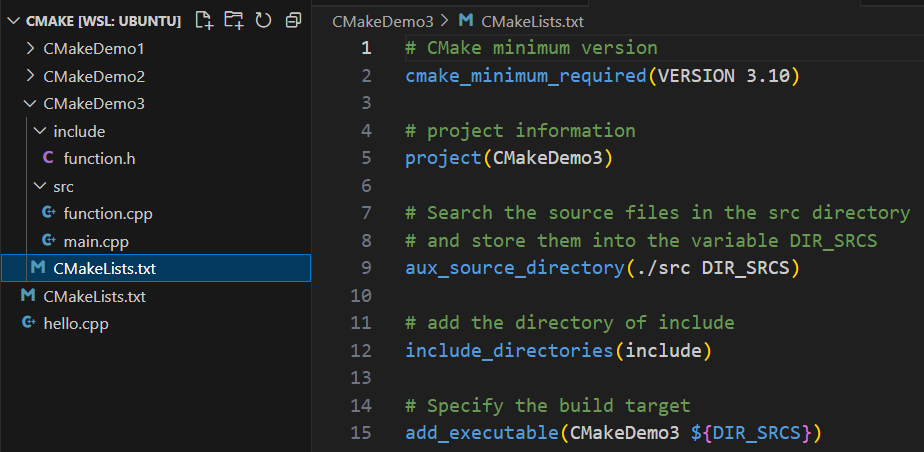 CMAKE [WSL: UBUNTU]
CMakeDemo1
CMakeDemo2
CMakeDemo3
include
C function.h
src
C++ function.cpp
C++ main.cpp
M CMakeLists.txt
M CMakeLists.txt
C++ hello.cpp
CMakeDemo3 > M CMakeLists.txt
1 # CMake minimum version
2 cmake_minimum_required(VERSION 3.10)
3
4 # project information
5 project(CMakeDemo3)
6
7 # Search the source files in the src directory
8 # and store them into the variable DIR_SRCS
9 aux_source_directory(./src DIR_SRCS)
10
11 # add the directory of include
12 include_directories(include)
13
14 # Specify the build target
15 add_executable(CMakeDemo3 ${DIR_SRCS})